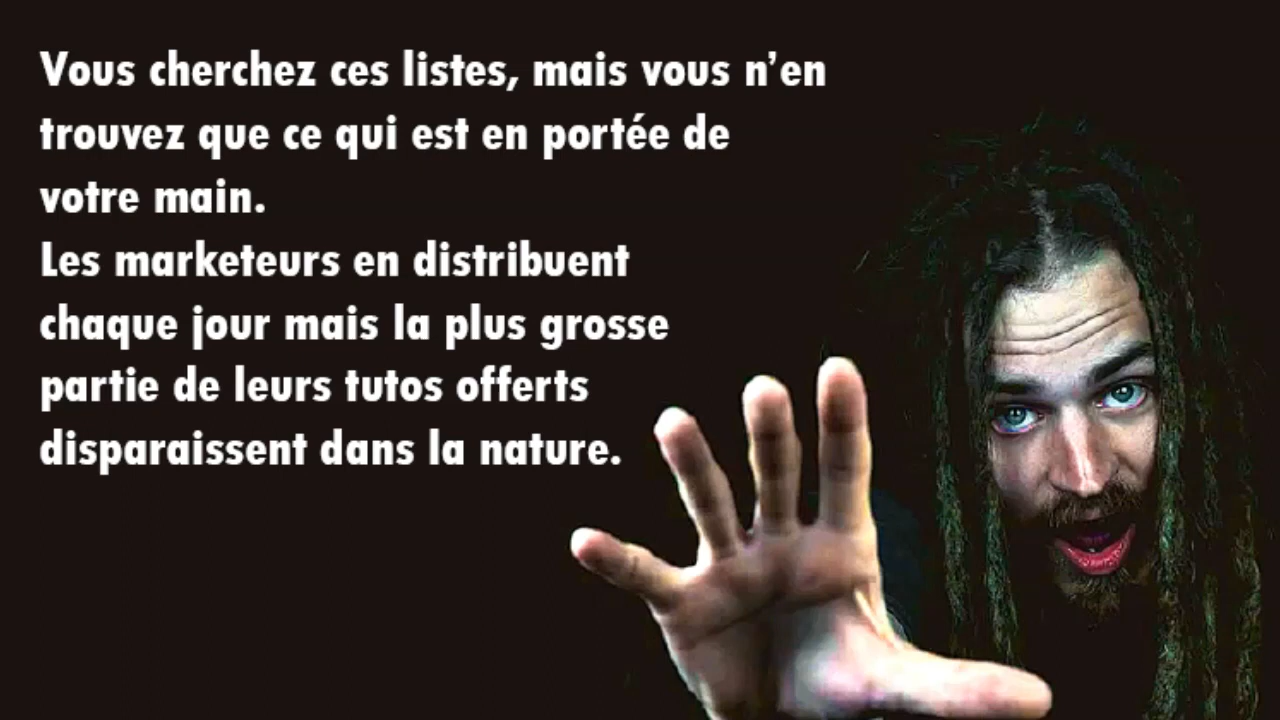 Vous cherchez ces listes, mais vous n’en
trouvez que ce qui est en portée de
votre main.
Les marketeurs en distribuent
chaque jour mais la plus grosse
partie de leurs tutos offerts
disparaissent dans la nature.